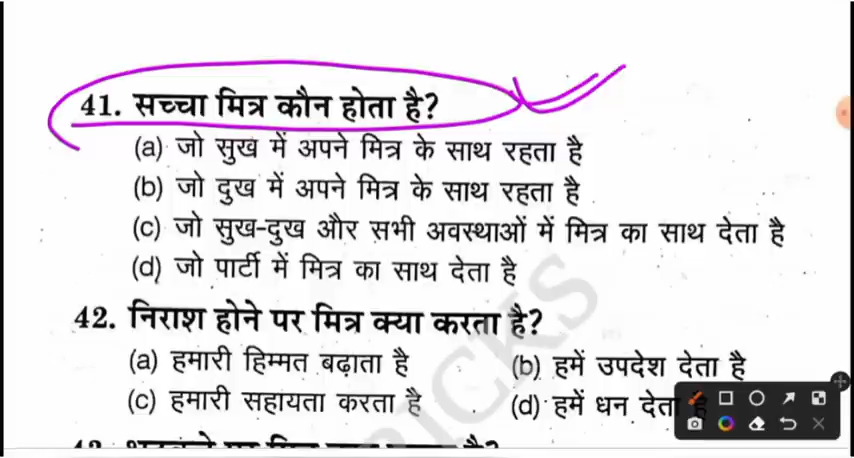 41. सच्चा मित्र कौन होता है?
(a) जो सुख में अपने मित्र के साथ रहता है
(b) जो दुख में अपने मित्र के साथ रहता है
(c) जो सुख-दुख और सभी अवस्थाओं में मित्र का साथ देता है
(d) जो पार्टी में मित्र का साथ देता है
42. निराश होने पर मित्र क्या करता है?
(a) हमारी हिम्मत बढ़ाता है (b) हमें उपदेश देता है
(c) हमारी सहायता करता है (d) हमें धन देता है